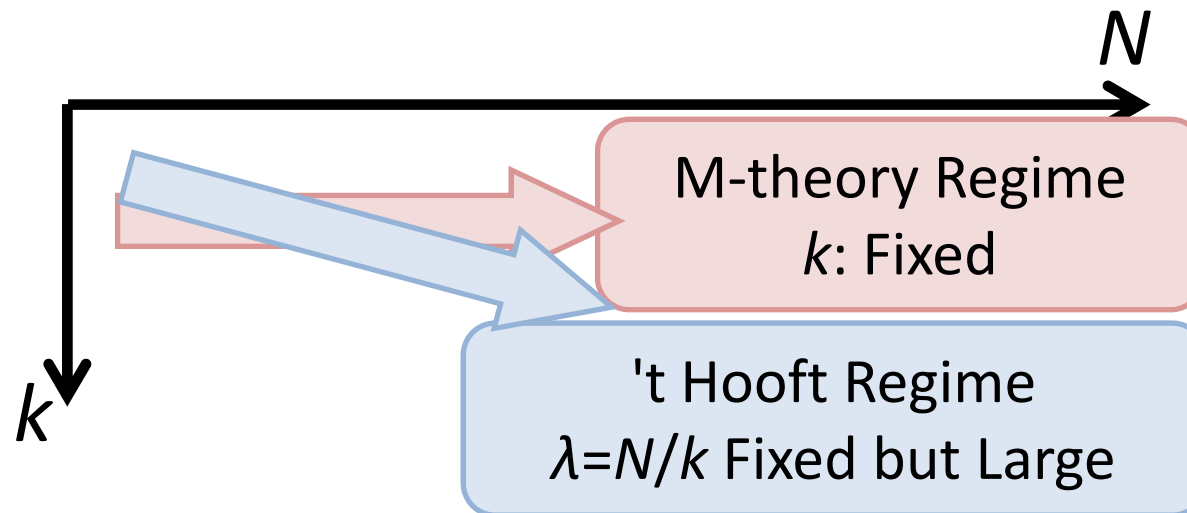 N
M-theory Regime
k: Fixed
k
't Hooft Regime
λ=N/k Fixed but Large